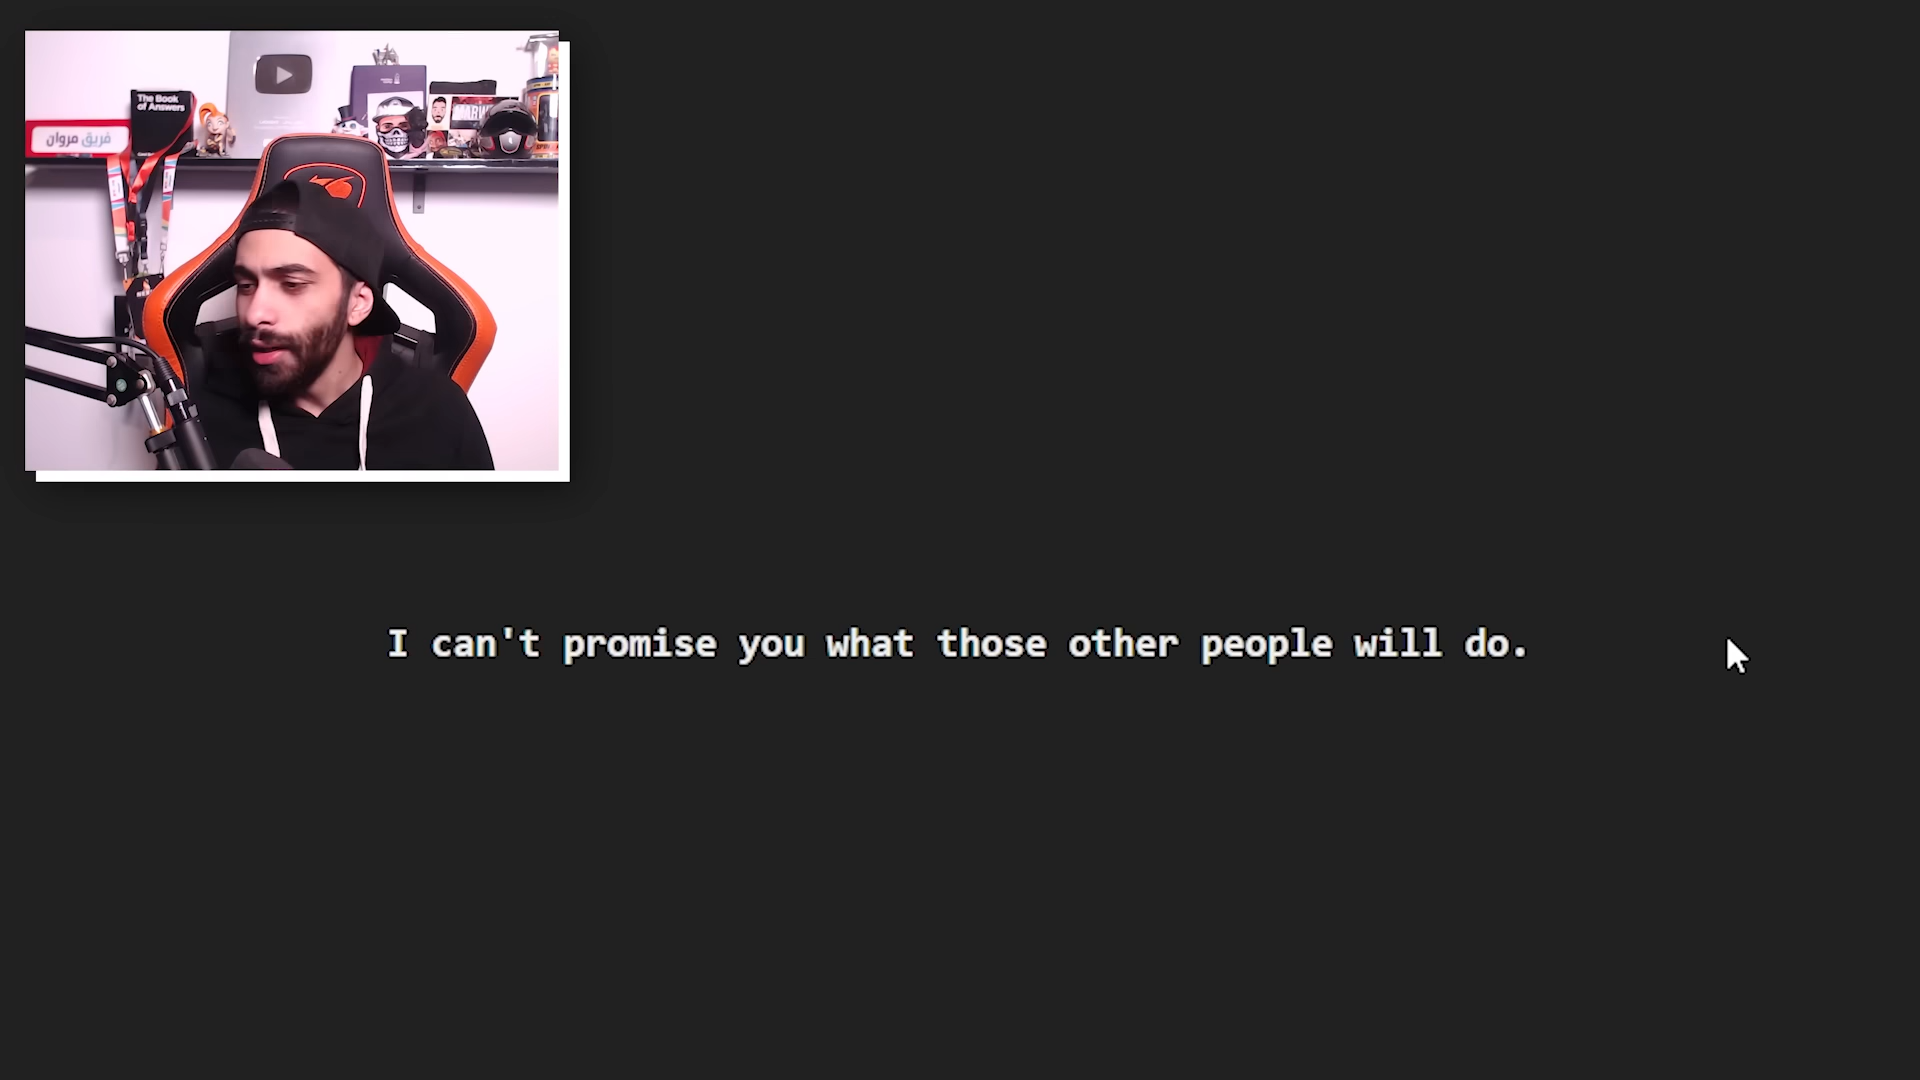 The Book
of Answers
فريق مروان
I can't promise you what those other people will do.